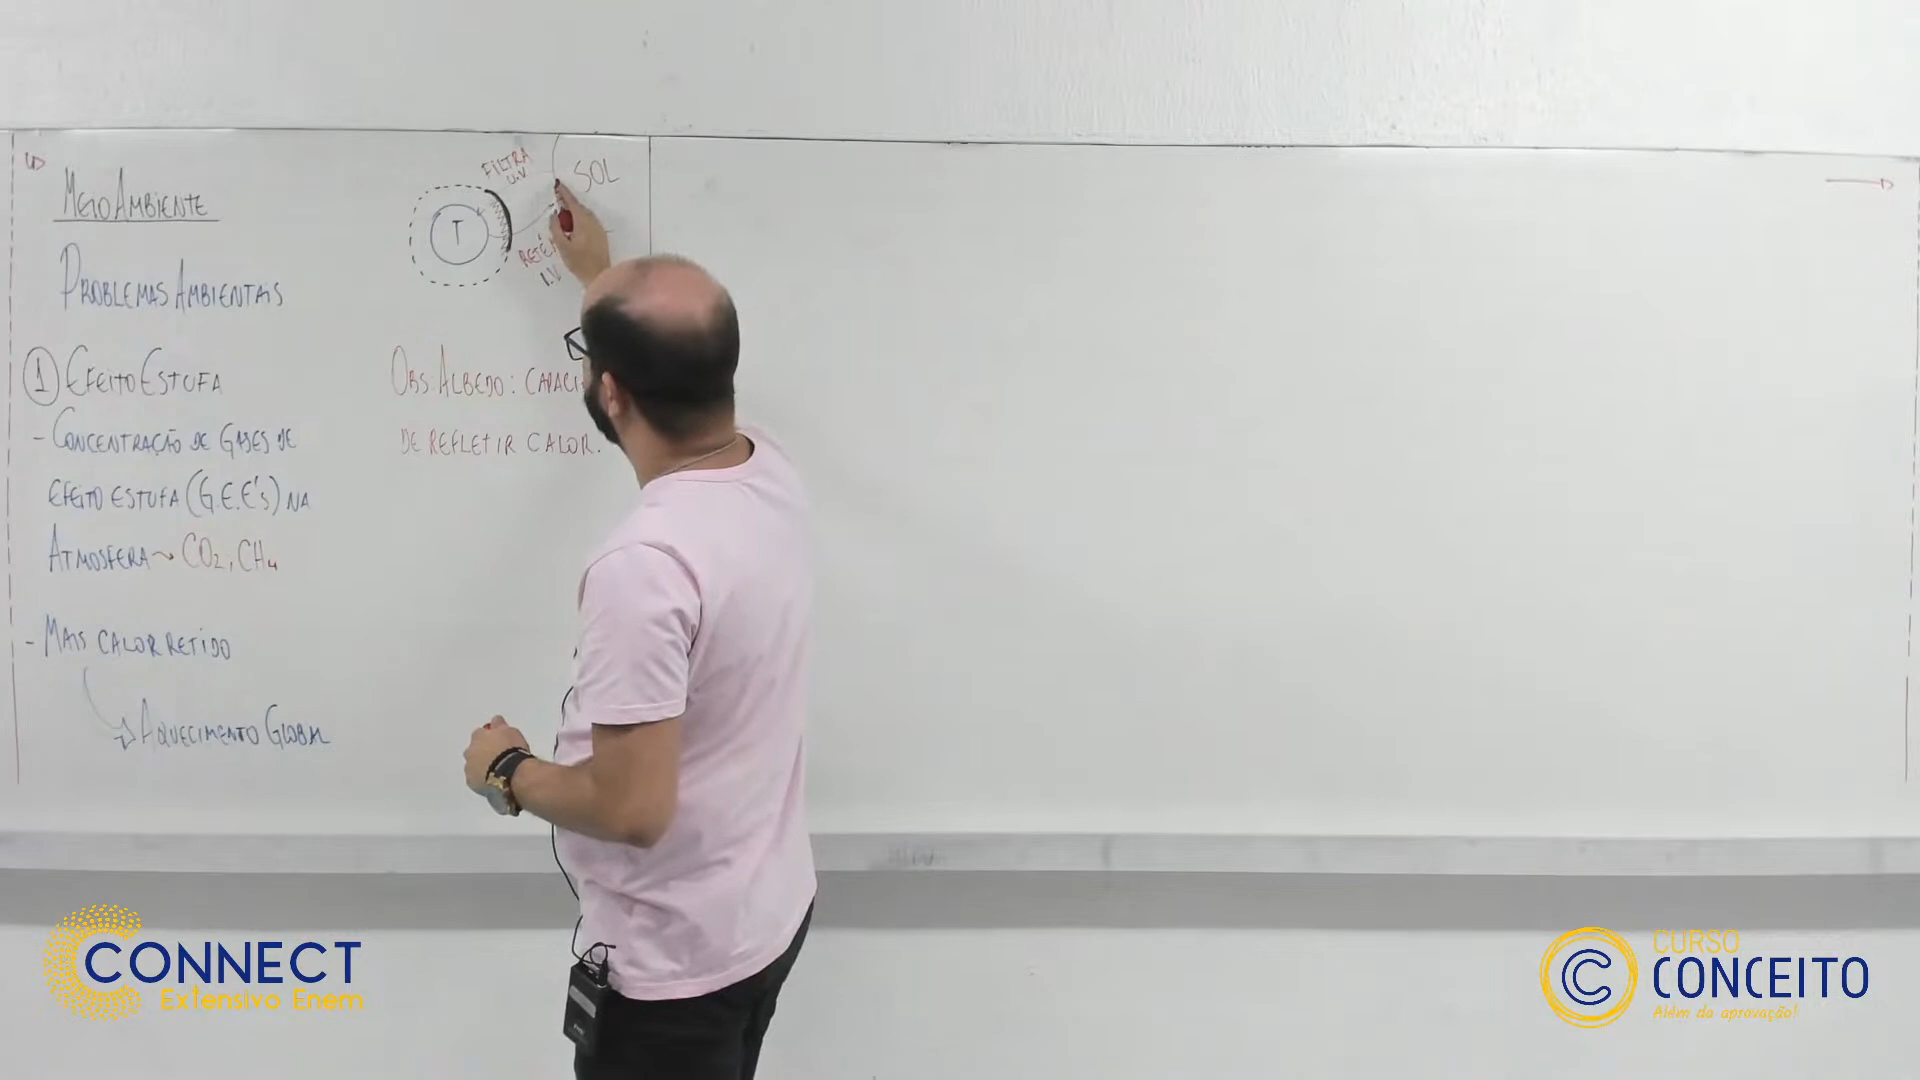 MEIO AMBIENTE
PROBLEMAS AMBIENTAIS
1 EFEITO ESTUFA
- CONCENTRAÇÃO DE GASES DE
EFEITO ESTUFA (G.E.E's) NA
ATMOSFERA ~ CO2, CH4
- MAIS CALOR RETIDO
AQUECIMENTO GLOBAL
FILTRA
U.V
SOL
T
I.V
OBS. ALBEDO: CAPACI
DE REFLETIR CALOR.
CONNECT
Extensivo Enem
CURSO
CONCEITO
Além da aprovação!